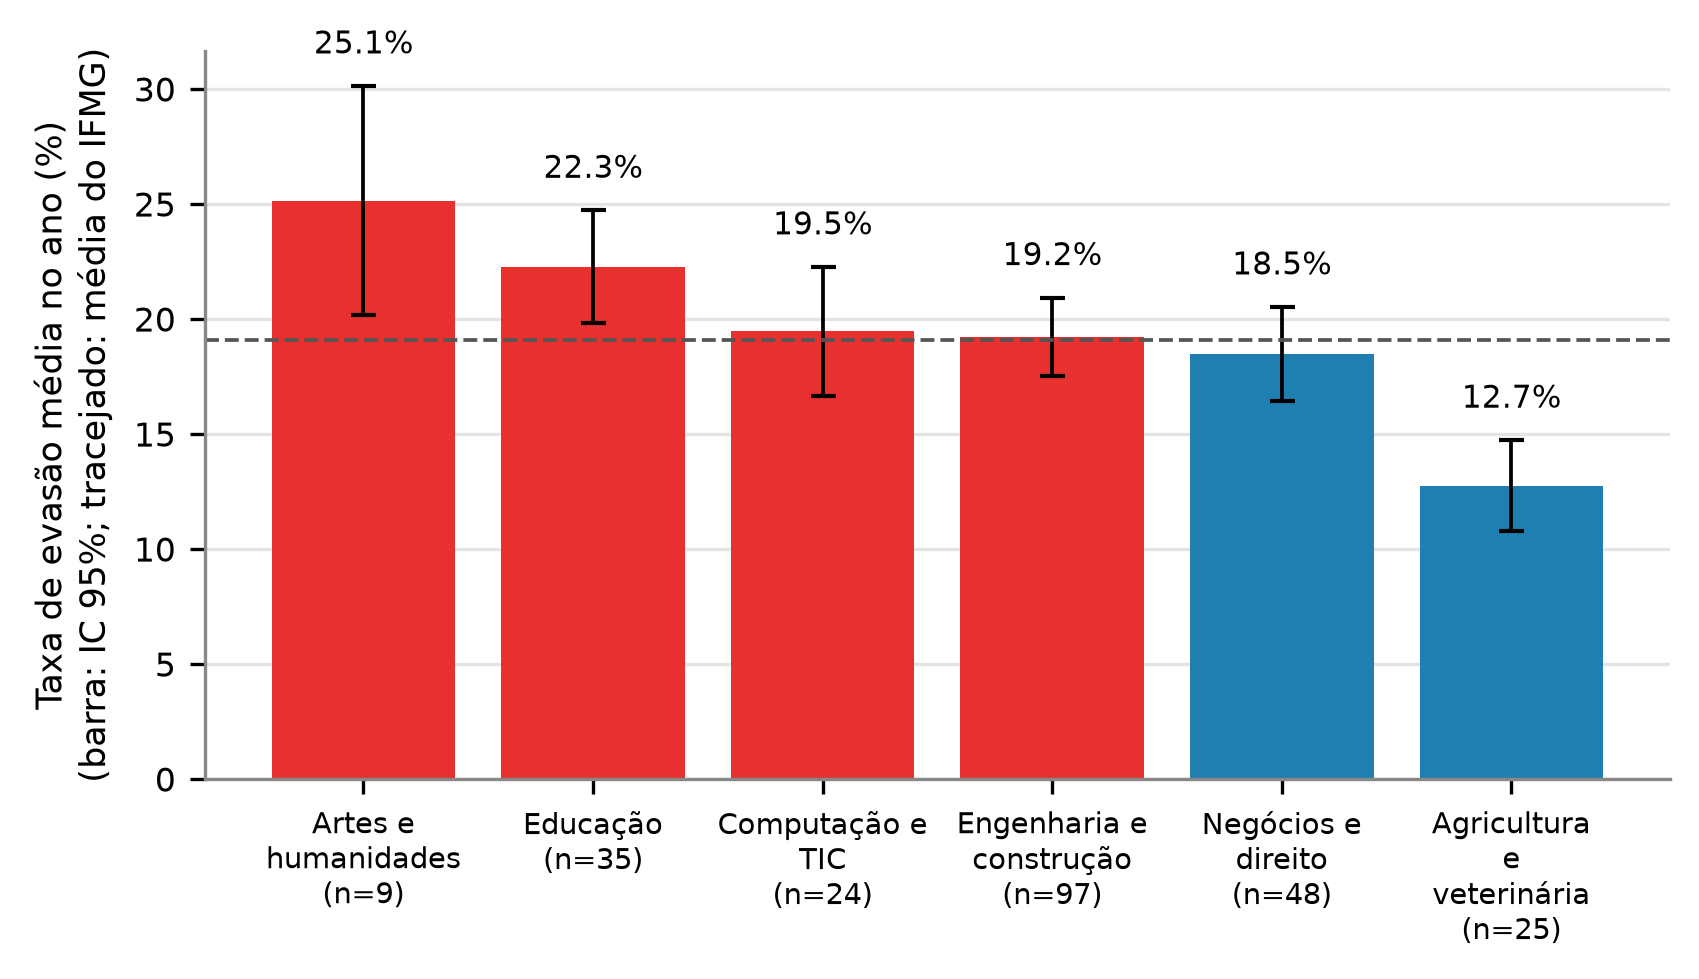 Taxa de evasão média no ano (%)
(barra: IC 95%; tracejado: média do IFMG)
30
25
20
15
10
5
0
25.1%
22.3%
19.5%
19.2%
18.5%
12.7%
Artes e
humanidades
(n=9)
Educação
(n=35)
Computação e
TIC
(n=24)
Engenharia e
construção
(n=97)
Negócios e
direito
(n=48)
Agricultura
e
veterinária
(n=25)